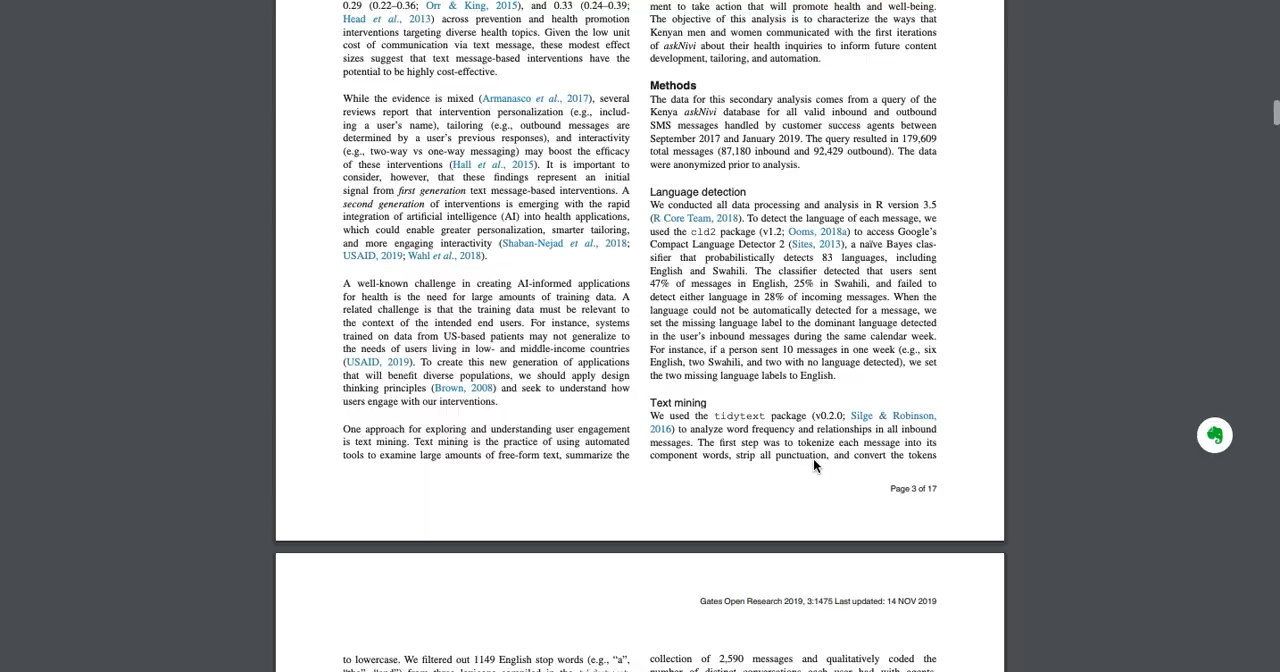 0.29 (0.22–0.36; Orr & King, 2015), and 0.33 (0.24–0.39;
Head et al., 2013) across prevention and health promotion
interventions targeting diverse health topics. Given the low unit
cost of communication via text message, these modest effect
sizes suggest that text message-based interventions have the
potential to be highly cost-effective.
While the evidence is mixed (Armanasco et al., 2017), several
reviews report that intervention personalization (e.g., includ-
ing a user’s name), tailoring (e.g., outbound messages are
determined by a user’s previous responses), and interactivity
(e.g., two-way vs one-way messaging) may boost the efficacy
of these interventions (Hall et al., 2015). It is important to
consider, however, that these findings represent an initial
signal from first generation text message-based interventions. A
second generation of interventions is emerging with the rapid
integration of artificial intelligence (AI) into health applications,
which could enable greater personalization, smarter tailoring,
and more engaging interactivity (Shaban-Nejad et al., 2018;
USAID, 2019; Wahl et al., 2018).
A well-known challenge in creating AI-informed applications
for health is the need for large amounts of training data. A
related challenge is that the training data must be relevant to
the context of the intended end users. For instance, systems
trained on data from US-based patients may not generalize to
the needs of users living in low- and middle-income countries
(USAID, 2019). To create this new generation of applications
that will benefit diverse populations, we should apply design
thinking principles (Brown, 2008) and seek to understand how
users engage with our interventions.
One approach for exploring and understanding user engagement
is text mining. Text mining is the practice of using automated
tools to examine large amounts of free-form text, summarize the
ment to take action that will promote health and well-being.
The objective of this analysis is to characterize the ways that
Kenyan men and women communicated with the first iterations
of askNivi about their health inquiries to inform future content
development, tailoring, and automation.
Methods
The data for this secondary analysis comes from a query of the
Kenya askNivi database for all valid inbound and outbound
SMS messages handled by customer success agents between
September 2017 and January 2019. The query resulted in 179,609
total messages (87,180 inbound and 92,429 outbound). The data
were anonymized prior to analysis.
Language detection
We conducted all data processing and analysis in R version 3.5
(R Core Team, 2018). To detect the language of each message, we
used the cld2 package (v1.2; Ooms, 2018a) to access Google’s
Compact Language Detector 2 (Sites, 2013), a naïve Bayes clas-
sifier that probabilistically detects 83 languages, including
English and Swahili. The classifier detected that users sent
47% of messages in English, 25% in Swahili, and failed to
detect either language in 28% of incoming messages. When the
language could not be automatically detected for a message, we
set the missing language label to the dominant language detected
in the user’s inbound messages during the same calendar week.
For instance, if a person sent 10 messages in one week (e.g., six
English, two Swahili, and two with no language detected), we set
the two missing language labels to English.
Text mining
We used the tidytext package (v0.2.0; Silge & Robinson,
2016) to analyze word frequency and relationships in all inbound
messages. The first step was to tokenize each message into its
component words, strip all punctuation, and convert the tokens
Page 3 of 17
Gates Open Research 2019, 3:1475 Last updated: 14 NOV 2019
to lowercase. We filtered out 1149 English stop words (e.g., “a”,
collection of 2,590 messages and qualitatively coded the